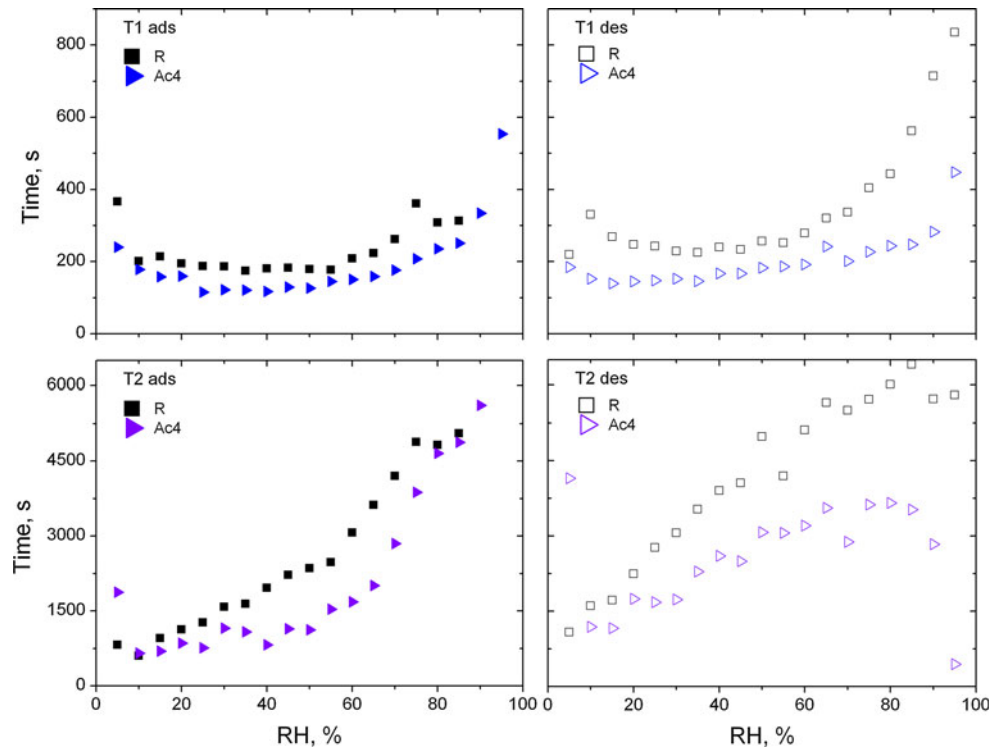 T1 ads
R
Ac4
T1 des
R
Ac4
Time, s
800
600
400
200
0
T2 ads
R
Ac4
T2 des
R
Ac4
Time, s
6000
4500
3000
1500
0
0 20 40 60 80 100
0 20 40 60 80 100
RH, %
RH, %